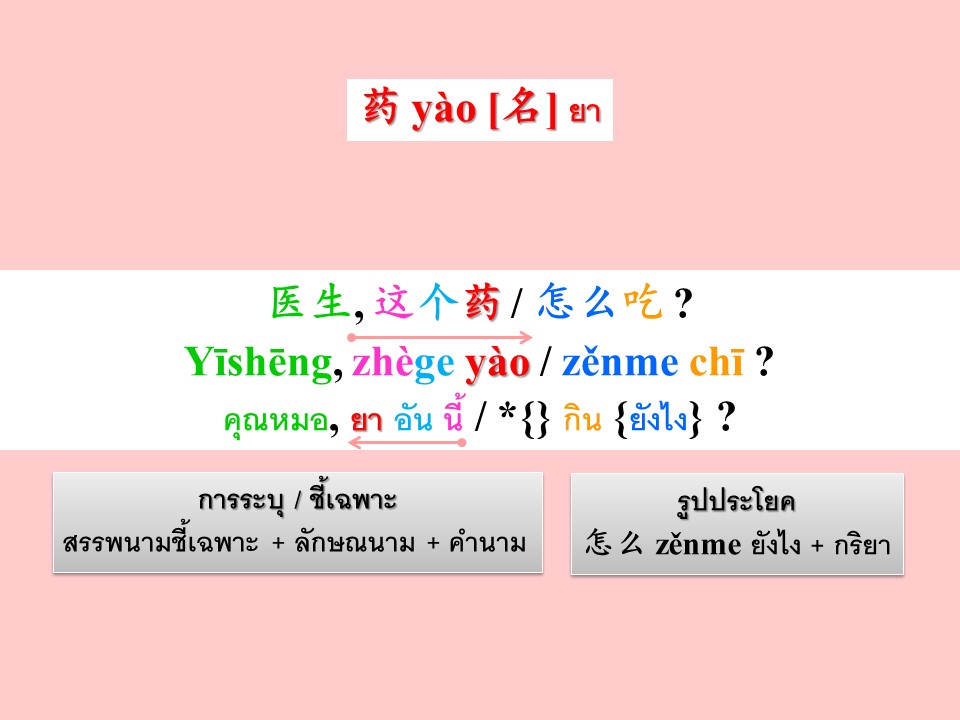 药 yào [名] ยา
医生, 这个药 / 怎么吃 ?
Yīshēng, zhège yào / zěnme chī ?
คุณหมอ, ยา อัน นี้ / *{} กิน {ยังไง} ?
การระบุ / ชี้เฉพาะ
สรรพนามชี้เฉพาะ + ลักษณนาม + คำนาม
รูปประโยค
怎么 zěnme ยังไง + กริยา